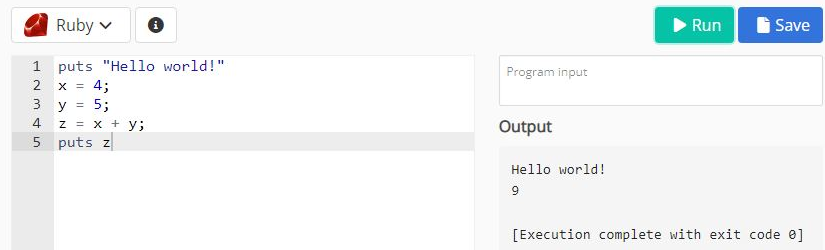 Ruby
Run
Save
1 puts "Hello world!"
2 x = 4;
3 y = 5;
4 z = x + y;
5 puts z
Program input
Output
Hello world!
9
[Execution complete with exit code 0]